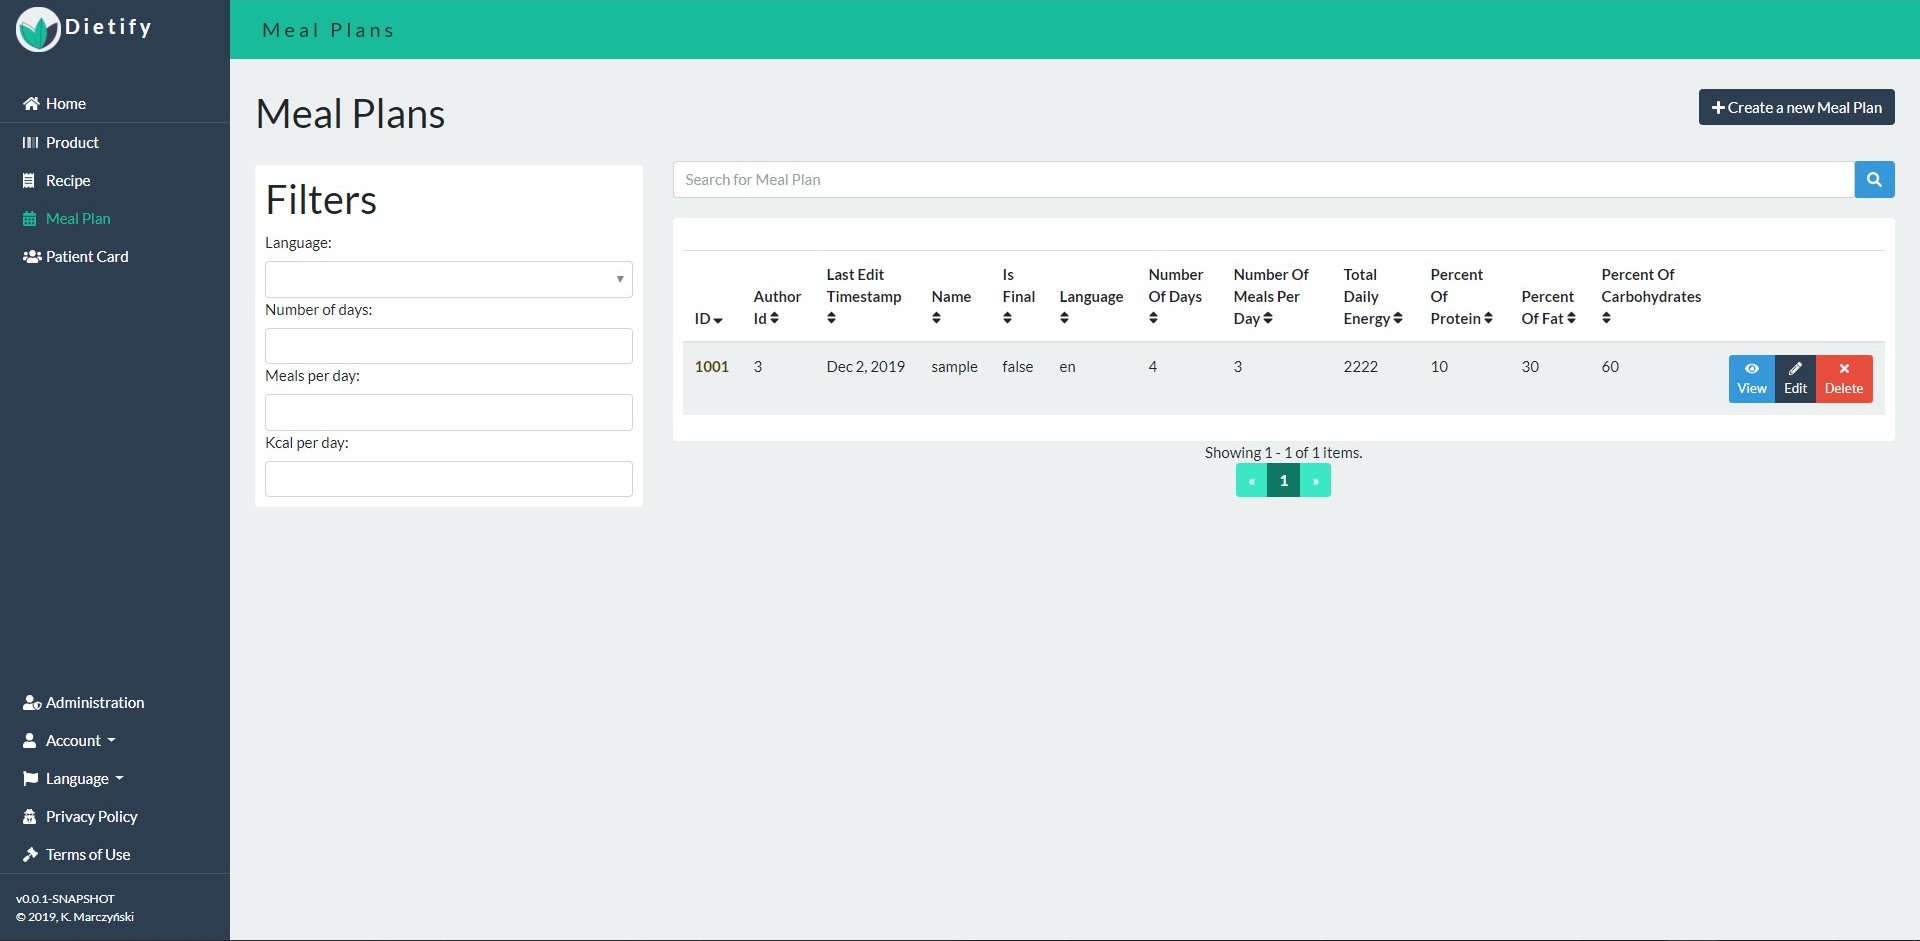 Dietify
Meal Plans
Home
Product
Recipe
Meal Plan
Patient Card
Administration
Account
Language
Privacy Policy
Terms of Use
v0.0.1-SNAPSHOT
© 2019, K. Marczyński
Meal Plans
+ Create a new Meal Plan
Filters
Language:
Number of days:
Meals per day:
Kcal per day:
Search for Meal Plan
ID
Author
Id
Last Edit
Timestamp
Name
Is
Final
Language
Number
Of Days
Number Of
Meals Per
Day
Total
Daily
Energy
Percent
Of
Protein
Percent
Of Fat
Percent Of
Carbohydrates
1001 3 Dec 2, 2019 sample false en 4 3 2222 10 30 60
View Edit Delete
Showing 1 - 1 of 1 items.
« 1 »